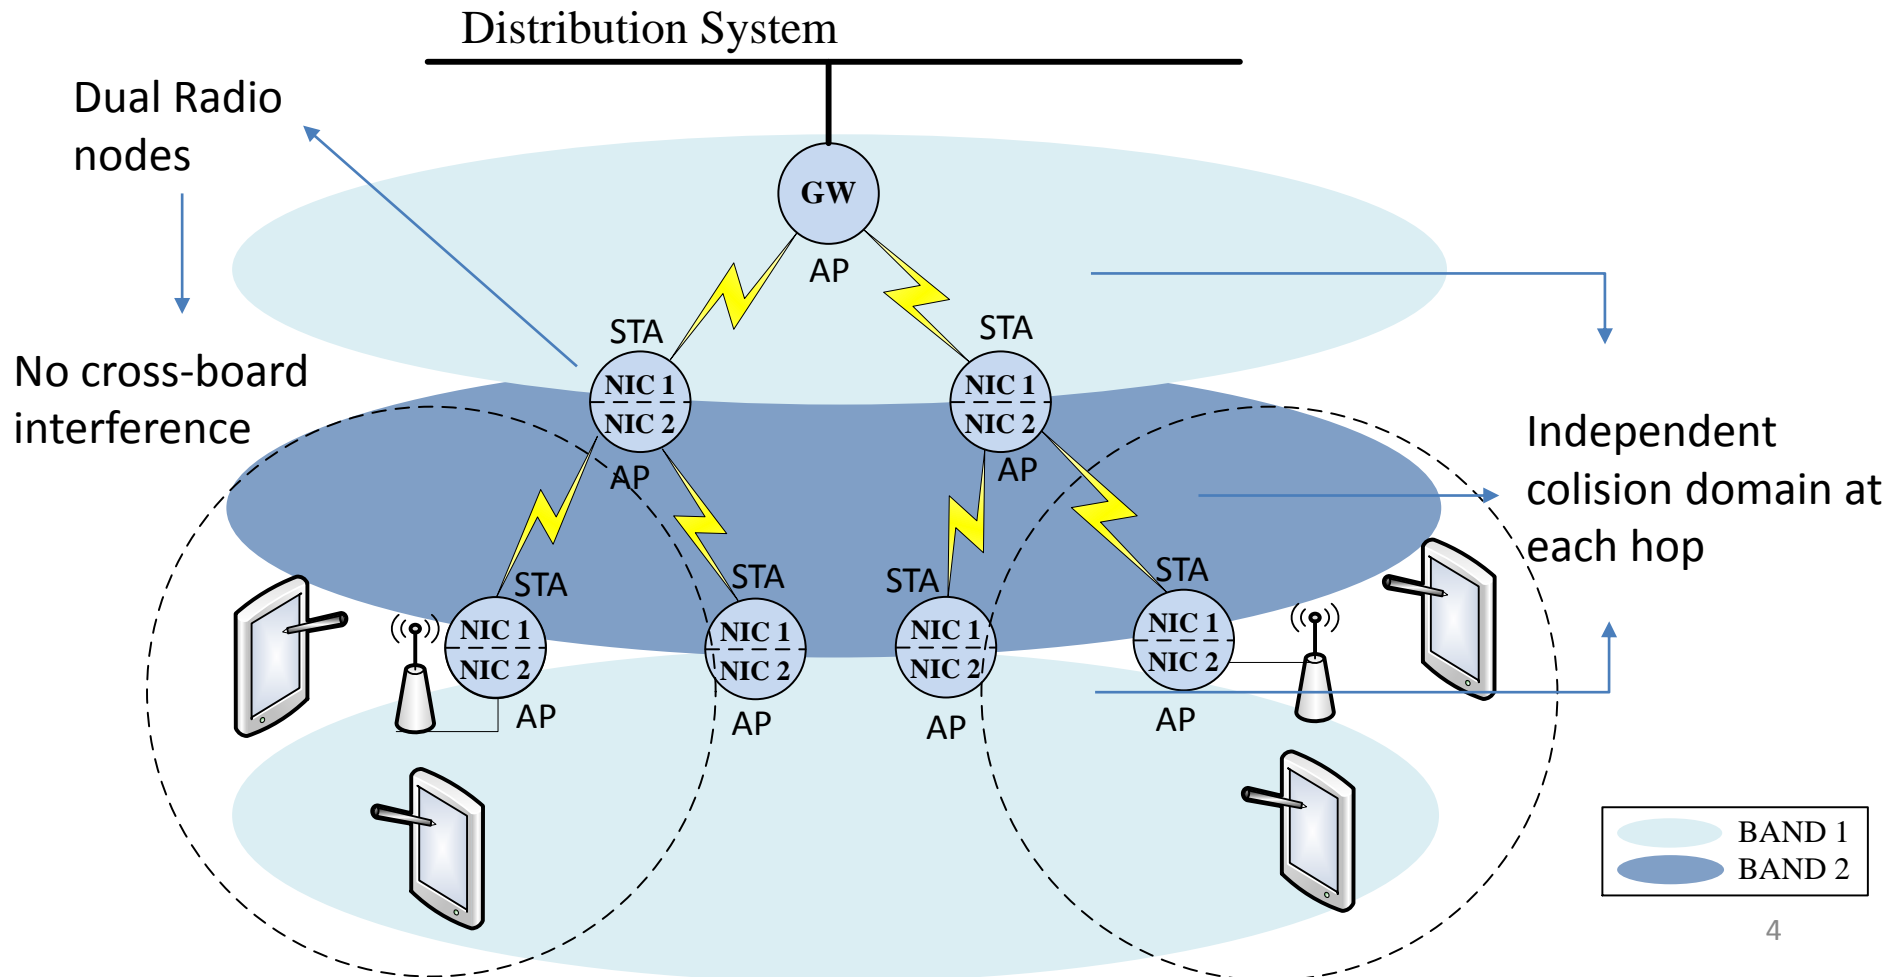 Distribution System
Dual Radio
nodes
GW
AP
STA
STA
No cross-board
interference
NIC 1
NIC 2
NIC 1
NIC 2
AP
AP
Independent
colision domain at
each hop
STA
STA
STA
STA
NIC 1
NIC 2
NIC 1
NIC 2
NIC 1
NIC 2
NIC 1
NIC 2
AP
AP
AP
AP
BAND 1
BAND 2
4